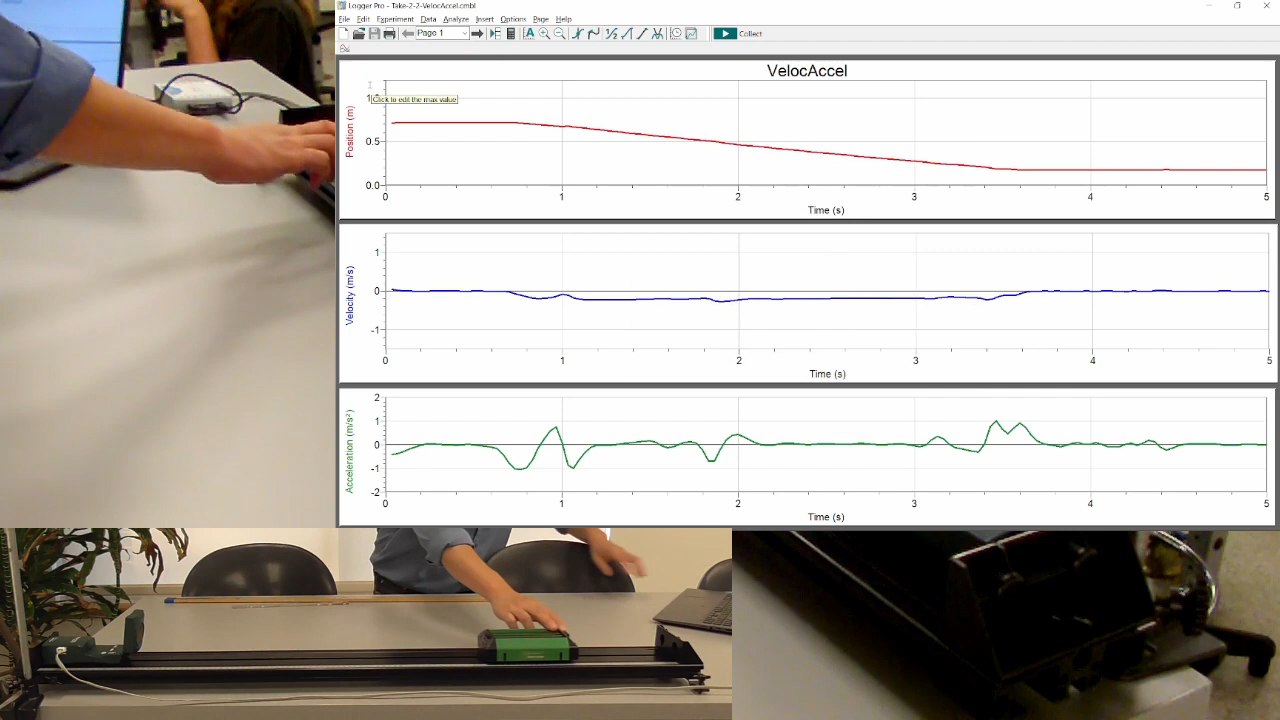 Logger Pro - Take-2-2-VelocAccel.cmbl
File Edit Experiment Data Analyze Insert Options Page Help
Page 1
Collect
VelocAccel
Click to edit the max value
Position (m)
0.5
0.0
0 1 2 3 4 5
Time (s)
Velocity (m/s)
1
0
-1
0 1 2 3 4 5
Time (s)
Acceleration (m/s²)
2
1
0
-1
-2
0 1 2 3 4 5
Time (s)